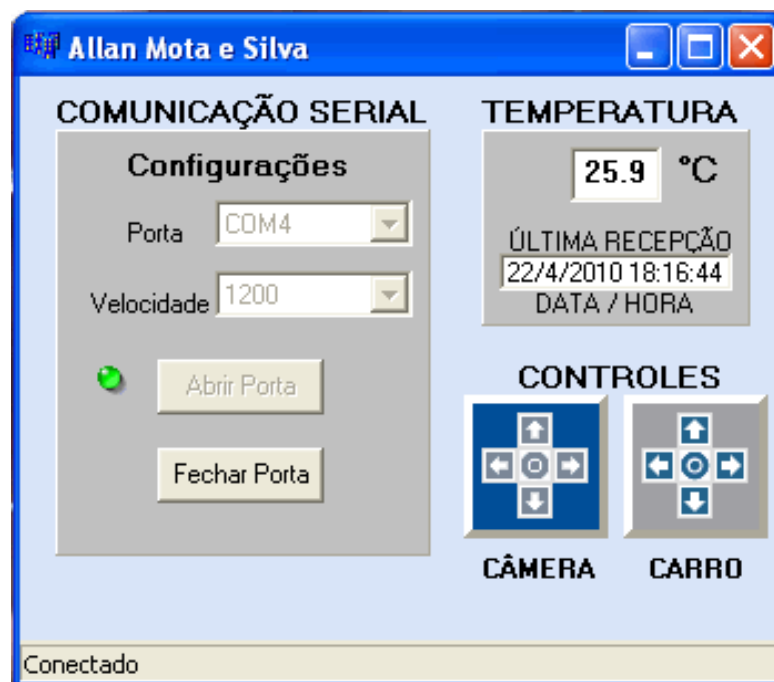 Allan Mota e Silva
COMUNICAÇÃO SERIAL
Configurações
Porta COM4
Velocidade 1200
Abrir Porta
Fechar Porta
TEMPERATURA
25.9 °C
ÚLTIMA RECEPÇÃO
22/4/2010 18:16:44
DATA / HORA
CONTROLES
CÂMERA CARRO
Conectado